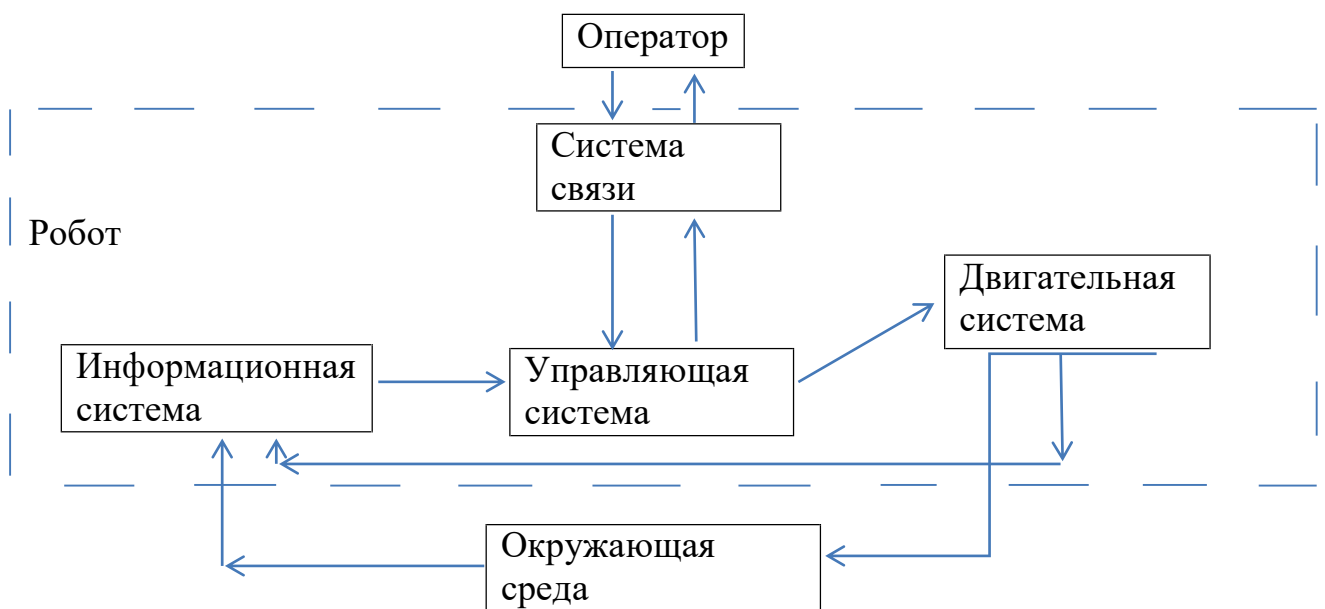 Оператор
Система
связи
Робот
Двигательная
система
Информационная
система
Управляющая
система
Окружающая
среда